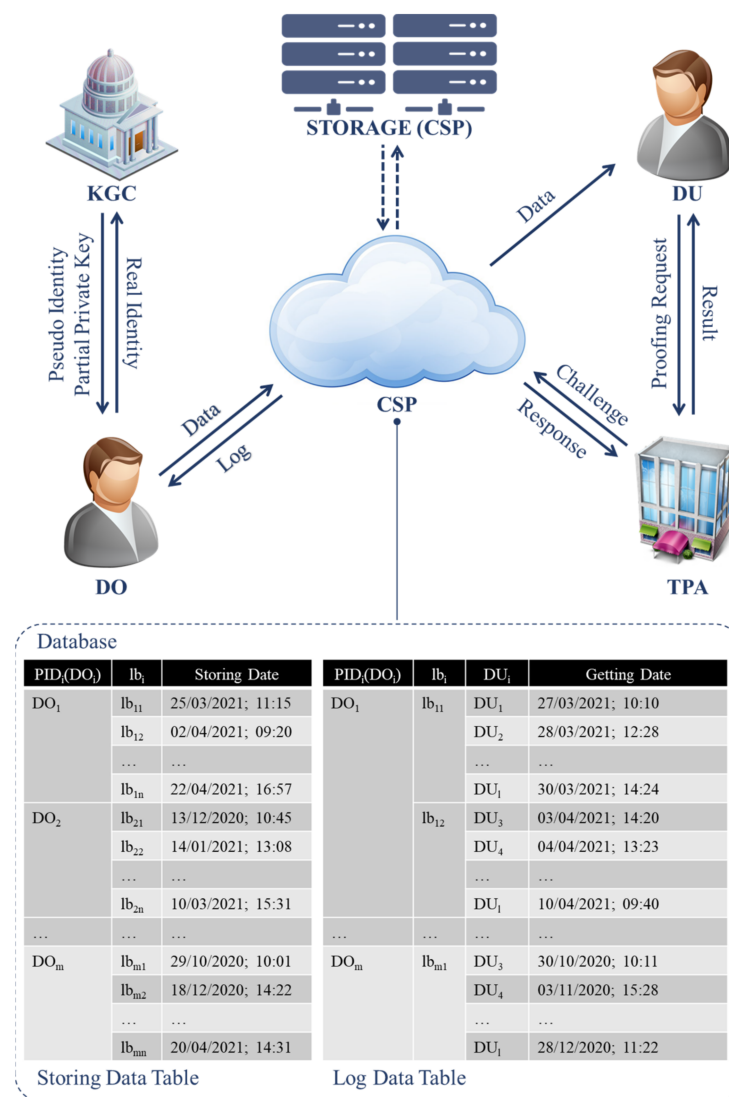 STORAGE (CSP)
KGC
DU
Data
Pseudo Identity
Partial Private Key
Real Identity
Proofing Request
Result
CSP
Challenge
Response
Data
Log
DO
TPA
Database
PIDi(DOi) lbi Storing Date
DO1 lb11 25/03/2021; 11:15
lb12 02/04/2021; 09:20
… …
lb1n 22/04/2021; 16:57
DO2 lb21 13/12/2020; 10:45
lb22 14/01/2021; 13:08
… …
lb2n 10/03/2021; 15:31
… … …
DOm lbm1 29/10/2020; 10:01
lbm2 18/12/2020; 14:22
… …
lbmn 20/04/2021; 14:31
Storing Data Table
PIDi(DOi) lbi DUi Getting Date
DO1 lb11 DU1 27/03/2021; 10:10
DU2 28/03/2021; 12:28
… …
DUl 30/03/2021; 14:24
lb12 DU3 03/04/2021; 14:20
DU4 04/04/2021; 13:23
… …
DUl 10/04/2021; 09:40
… … … …
DOm lbm1 DU3 30/10/2020; 10:11
DU4 03/11/2020; 15:28
… …
DUl 28/12/2020; 11:22
Log Data Table